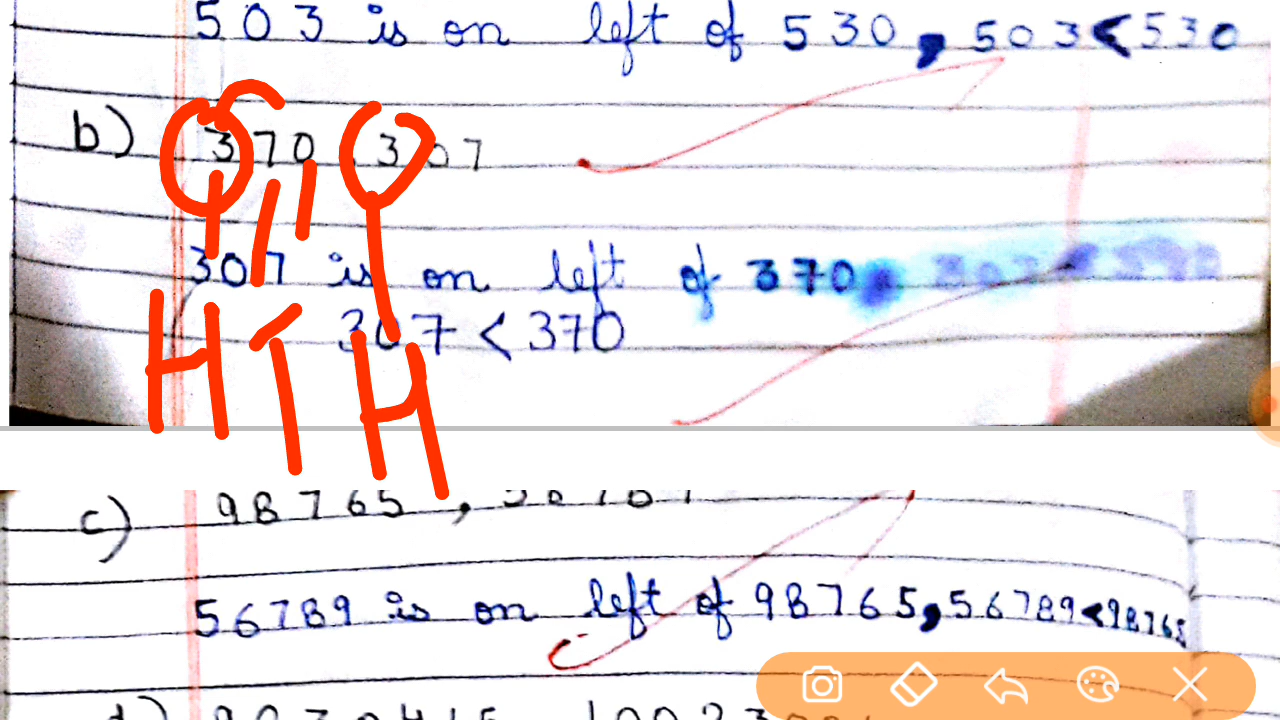 503 is on left of 530, 503 < 530
b) 370 307
307 is on left of 370,
307 < 370
H T H
c) 98765, 56789
56789 is on left of 98765, 56789 < 98765
d)